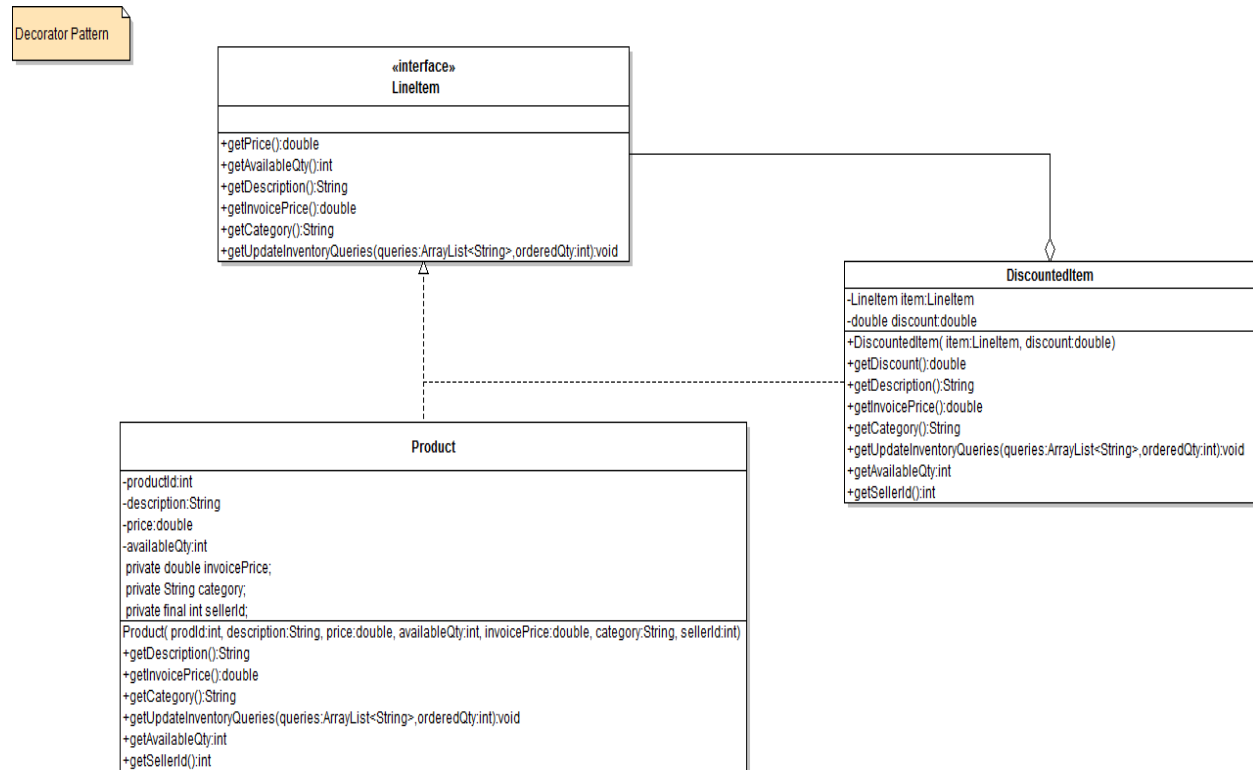 Decorator Pattern
«interface»
LineItem
+getPrice():double
+getAvailableQty():int
+getDescription():String
+getInvoicePrice():double
+getCategory():String
+getUpdateInventoryQueries(queries:ArrayList<String>,orderedQty:int):void
DiscountedItem
-LineItem item:LineItem
-double discount:double
+DiscountedItem( item:LineItem, discount:double)
+getDiscount():double
+getDescription():String
+getInvoicePrice():double
+getCategory():String
+getUpdateInventoryQueries(queries:ArrayList<String>,orderedQty:int):void
+getAvailableQty:int
+getSellerId():int
Product
-productId:int
-description:String
-price:double
-availableQty:int
private double invoicePrice;
private String category;
private final int sellerId;
Product( prodId:int, description:String, price:double, availableQty:int, invoicePrice:double, category:String, sellerId:int)
+getDescription():String
+getInvoicePrice():double
+getCategory():String
+getUpdateInventoryQueries(queries:ArrayList<String>,orderedQty:int):void
+getAvailableQty:int
+getSellerId():int